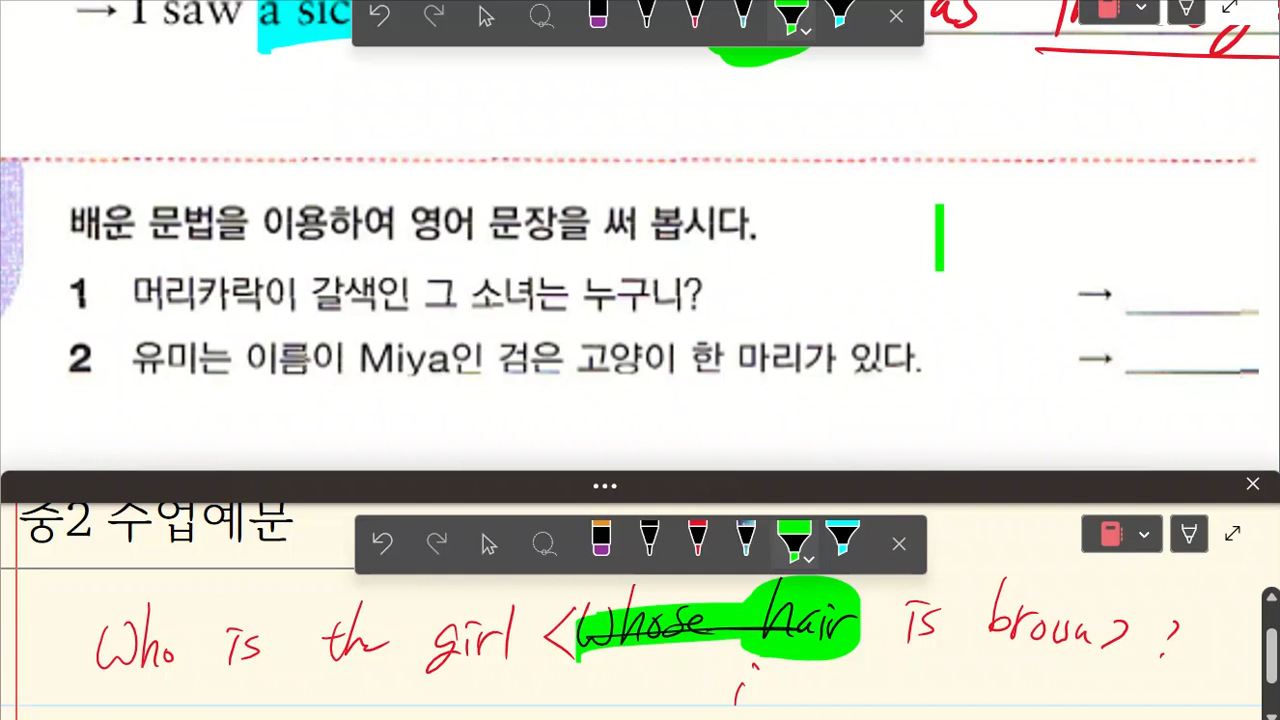 → I saw a sic
as
배운 문법을 이용하여 영어 문장을 써 봅시다.
1 머리카락이 갈색인 그 소녀는 누구니? →
2 유미는 이름이 Miya인 검은 고양이 한 마리가 있다. →
중2 수업예문
Who is the girl <whose hair is brown> ?